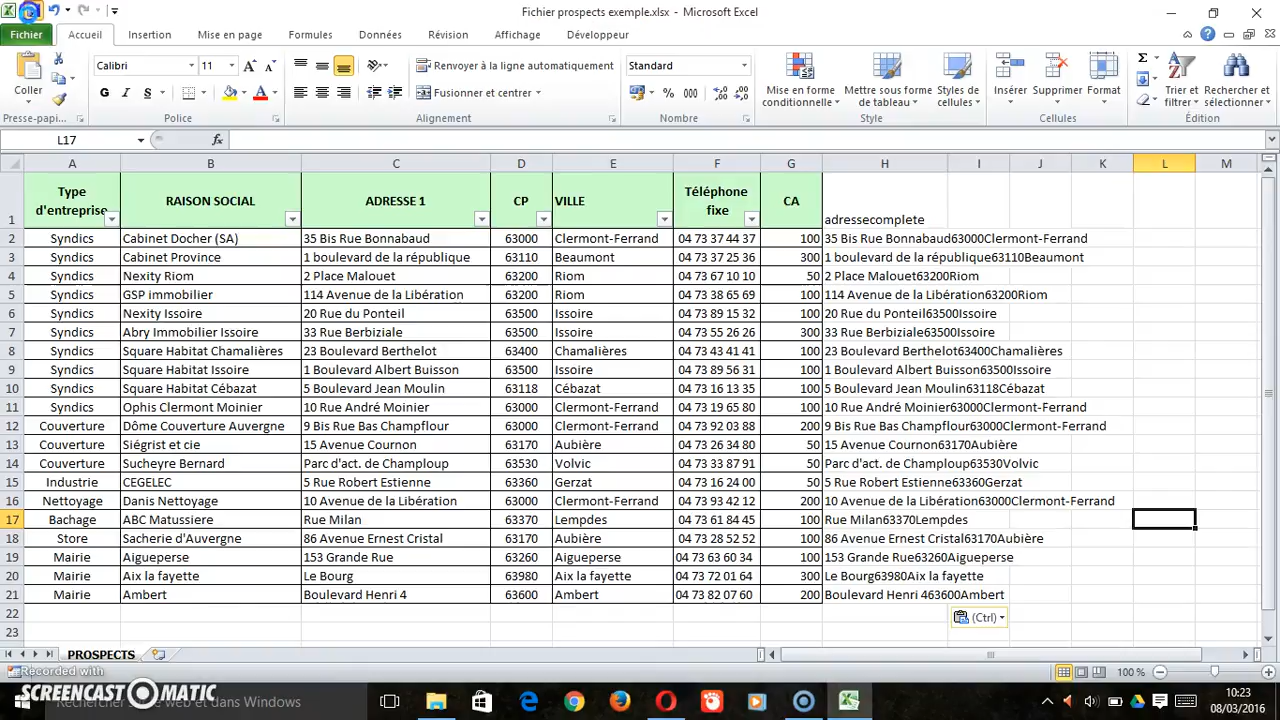 Fichier prospects exemple.xlsx - Microsoft Excel
Fichier Accueil Insertion Mise en page Formules Données Révision Affichage Développeur
Coller
Presse-papi...
Calibri 11
G I S
Police
Renvoyer à la ligne automatiquement
Fusionner et centrer
Alignement
Standard
% 000
Nombre
Mise en forme conditionnelle
Mettre sous forme de tableau
Styles de cellules
Style
Insérer Supprimer Format
Cellules
Trier et filtrer
Rechercher et sélectionner
Édition
L17 fx
A B C D E F G H I J K L M
1 Type d'entreprise RAISON SOCIAL ADRESSE 1 CP VILLE Téléphone fixe CA adressecomplete
2 Syndics Cabinet Docher (SA) 35 Bis Rue Bonnabaud 63000 Clermont-Ferrand 04 73 37 44 37 100 35 Bis Rue Bonnabaud63000Clermont-Ferrand
3 Syndics Cabinet Province 1 boulevard de la république 63110 Beaumont 04 73 37 25 36 300 1 boulevard de la république63110Beaumont
4 Syndics Nexity Riom 2 Place Malouet 63200 Riom 04 73 67 10 10 50 2 Place Malouet63200Riom
5 Syndics GSP immobilier 114 Avenue de la Libération 63200 Riom 04 73 38 65 69 100 114 Avenue de la Libération63200Riom
6 Syndics Nexity Issoire 20 Rue du Ponteil 63500 Issoire 04 73 89 15 32 100 20 Rue du Ponteil63500Issoire
7 Syndics Abry Immobilier Issoire 33 Rue Berbiziale 63500 Issoire 04 73 55 26 26 300 33 Rue Berbiziale63500Issoire
8 Syndics Square Habitat Chamalières 23 Boulevard Berthelot 63400 Chamalières 04 73 43 41 41 100 23 Boulevard Berthelot63400Chamalières
9 Syndics Square Habitat Issoire 1 Boulevard Albert Buisson 63500 Issoire 04 73 89 56 31 100 1 Boulevard Albert Buisson63500Issoire
10 Syndics Square Habitat Cébazat 5 Boulevard Jean Moulin 63118 Cébazat 04 73 16 13 35 100 5 Boulevard Jean Moulin63118Cébazat
11 Syndics Ophis Clermont Moinier 10 Rue André Moinier 63000 Clermont-Ferrand 04 73 19 65 80 100 10 Rue André Moinier63000Clermont-Ferrand
12 Couverture Dôme Couverture Auvergne 9 Bis Rue Bas Champflour 63000 Clermont-Ferrand 04 73 92 03 88 200 9 Bis Rue Bas Champflour63000Clermont-Ferrand
13 Couverture Siégrist et cie 15 Avenue Cournon 63170 Aubière 04 73 26 34 80 50 15 Avenue Cournon63170Aubière
14 Couverture Sucheyre Bernard Parc d'act. de Champloup 63530 Volvic 04 73 33 87 91 50 Parc d'act. de Champloup63530Volvic
15 Industrie CEGELEC 5 Rue Robert Estienne 63360 Gerzat 04 73 16 24 00 50 5 Rue Robert Estienne63360Gerzat
16 Nettoyage Danis Nettoyage 10 Avenue de la Libération 63000 Clermont-Ferrand 04 73 93 42 12 200 10 Avenue de la Libération63000Clermont-Ferrand
17 Bachage ABC Matussiere Rue Milan 63370 Lempdes 04 73 61 84 45 100 Rue Milan63370Lempdes
18 Store Sacherie d'Auvergne 86 Avenue Ernest Cristal 63170 Aubière 04 73 28 52 52 100 86 Avenue Ernest Cristal63170Aubière
19 Mairie Aigueperse 153 Grande Rue 63260 Aigueperse 04 73 63 60 34 100 153 Grande Rue63260Aigueperse
20 Mairie Aix la fayette Le Bourg 63980 Aix la fayette 04 73 72 01 64 300 Le Bourg63980Aix la fayette
21 Mairie Ambert Boulevard Henri 4 63600 Ambert 04 73 82 07 60 200 Boulevard Henri 463600Ambert
22 (Ctrl)
23
PROSPECTS
Recorded with 100 %
SCREENCAST MATIC
Rechercher sur le web et dans Windows
10:23
08/03/2016